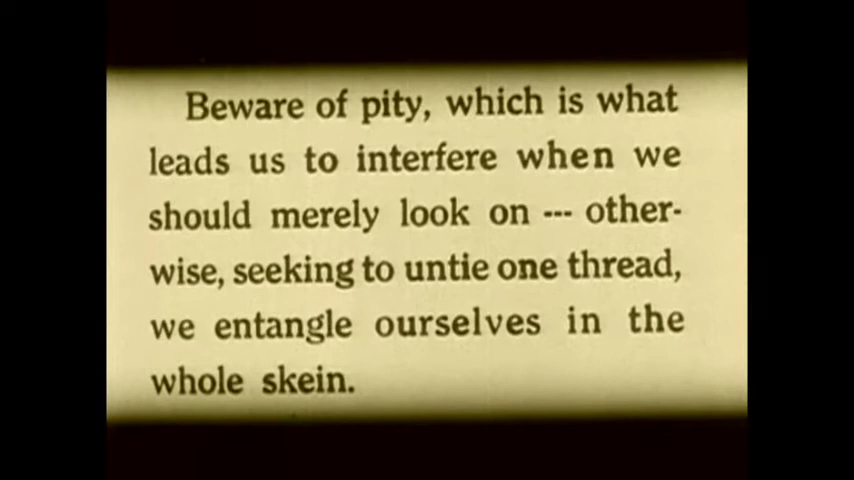 Beware of pity, which is what
leads us to interfere when we
should merely look on --- other-
wise, seeking to untie one thread,
we entangle ourselves in the
whole skein.